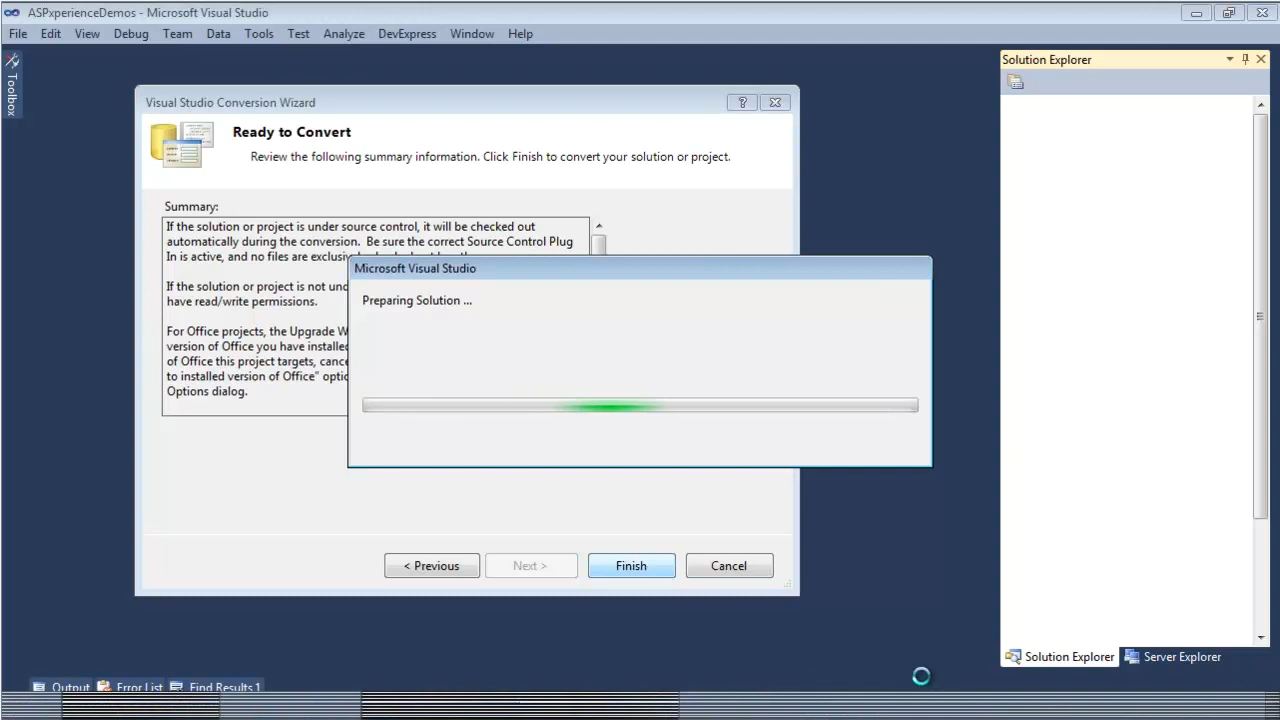 ASPxperienceDemos - Microsoft Visual Studio
File Edit View Debug Team Data Tools Test Analyze DevExpress Window Help
Toolbox
Solution Explorer
Visual Studio Conversion Wizard
Ready to Convert
Review the following summary information. Click Finish to convert your solution or project.
Summary:
If the solution or project is under source control, it will be checked out
automatically during the conversion. Be sure the correct Source Control Plug
In is active, and no files are
If the solution or project is not
have read/write permissions.
For Office projects, the Upgrade
version of Office you have installed
of Office this project targets,
to installed version of Office"
Options dialog.
Microsoft Visual Studio
Preparing Solution ...
< Previous
Next >
Finish
Cancel
Solution Explorer
Server Explorer
Output
Error List
Find Results 1